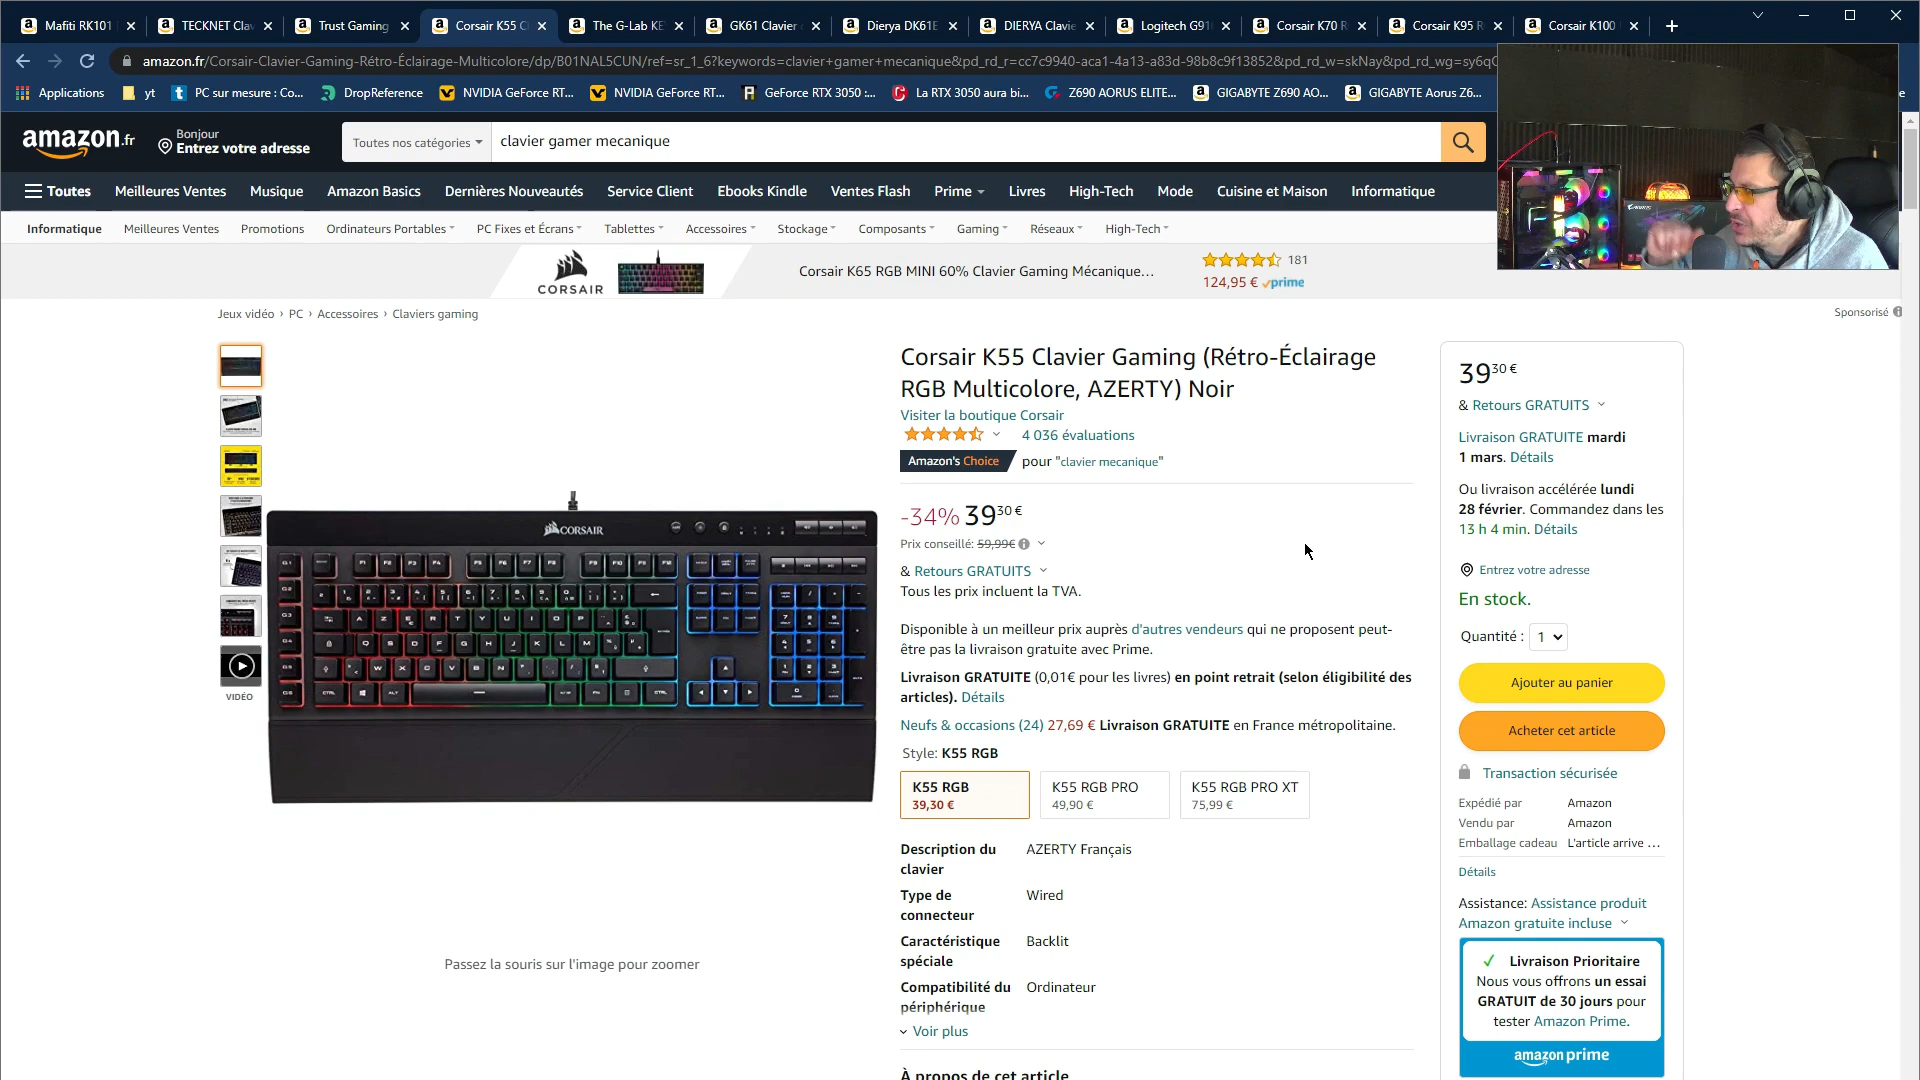 Mafiti RK101
TECKNET Cla
Trust Gaming
Corsair K55 Cl
The G-Lab KE
GK61 Clavier
Dierya DK61E
DIERYA Clavie
Logitech G91
Corsair K70 R
Corsair K95 R
Corsair K100
amazon.fr/Corsair-Clavier-Gaming-Rétro-Éclairage-Multicolore/dp/B01NAL5CUN/ref=sr_1_6?keywords=clavier+gamer+mecanique&pd_rd_r=cc7c9940-aca1-4a13-a83d-98b8c9f13852&pd_rd_w=skNay&pd_rd_wg=sy6qC
Applications
yt
PC sur mesure : Co...
DropReference
NVIDIA GeForce RT...
NVIDIA GeForce RT...
GeForce RTX 3050 :...
La RTX 3050 aura bi...
Z690 AORUS ELITE...
GIGABYTE Z690 AO...
GIGABYTE Aorus Z6...
amazon.fr
Bonjour
Entrez votre adresse
Toutes nos catégories
clavier gamer mecanique
Toutes
Meilleures Ventes
Musique
Amazon Basics
Dernières Nouveautés
Service Client
Ebooks Kindle
Ventes Flash
Prime
Livres
High-Tech
Mode
Cuisine et Maison
Informatique
Informatique
Meilleures Ventes
Promotions
Ordinateurs Portables
PC Fixes et Écrans
Tablettes
Accessoires
Stockage
Composants
Gaming
Réseaux
High-Tech
CORSAIR
Corsair K65 RGB MINI 60% Clavier Gaming Mécanique...
181
124,95 € prime
Sponsorisé
Jeux vidéo › PC › Accessoires › Claviers gaming
VIDÉO
CORSAIR
Passez la souris sur l'image pour zoomer
Corsair K55 Clavier Gaming (Rétro-Éclairage
RGB Multicolore, AZERTY) Noir
Visiter la boutique Corsair
4 036 évaluations
Amazon's Choice pour "clavier mecanique"
-34% 39 30 €
Prix conseillé: 59,99€
& Retours GRATUITS
Tous les prix incluent la TVA.
Disponible à un meilleur prix auprès d'autres vendeurs qui ne proposent peut-
être pas la livraison gratuite avec Prime.
Livraison GRATUITE (0,01€ pour les livres) en point retrait (selon éligibilité des
articles). Détails
Neufs & occasions (24) 27,69 € Livraison GRATUITE en France métropolitaine.
Style: K55 RGB
K55 RGB
39,30 €
K55 RGB PRO
49,90 €
K55 RGB PRO XT
75,99 €
Description du
clavier
AZERTY Français
Type de
connecteur
Wired
Caractéristique
spéciale
Backlit
Compatibilité du
périphérique
Ordinateur
Voir plus
À propos de cet article
39 30 €
& Retours GRATUITS
Livraison GRATUITE mardi
1 mars. Détails
Ou livraison accélérée lundi
28 février. Commandez dans les
13 h 4 min. Détails
Entrez votre adresse
En stock.
Quantité : 1
Ajouter au panier
Acheter cet article
Transaction sécurisée
Expédié par Amazon
Vendu par Amazon
Emballage cadeau L'article arrive ...
Détails
Assistance: Assistance produit
Amazon gratuite incluse
Livraison Prioritaire
Nous vous offrons un essai
GRATUIT de 30 jours pour
tester Amazon Prime.
amazon prime